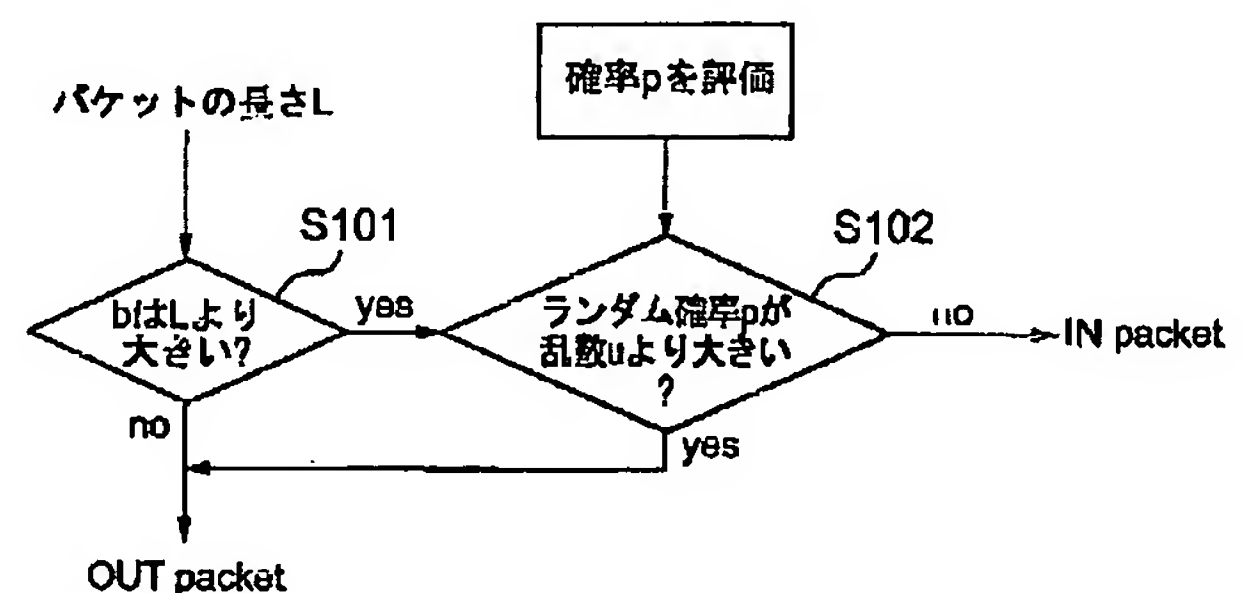 確率pを評価
パケットの長さL
S101
S102
bはLより
大きい?
yes
ランダム確率pが
乱数uより大きい
?
no
IN packet
no
yes
OUT packet